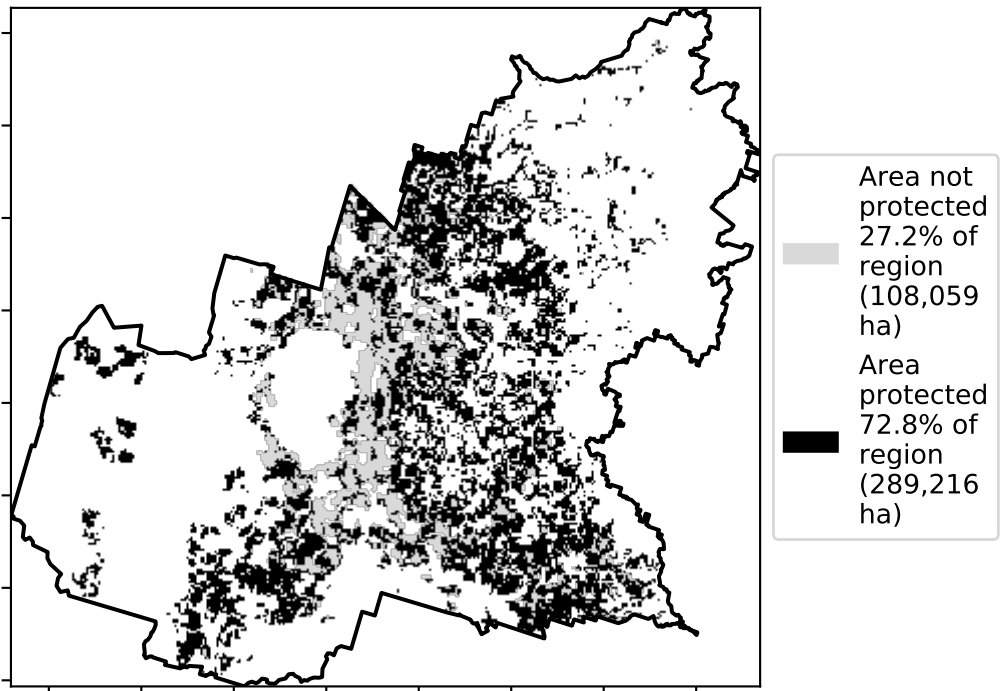 Area not
protected
27.2% of
region
(108,059
ha)
Area
protected
72.8% of
region
(289,216
ha)